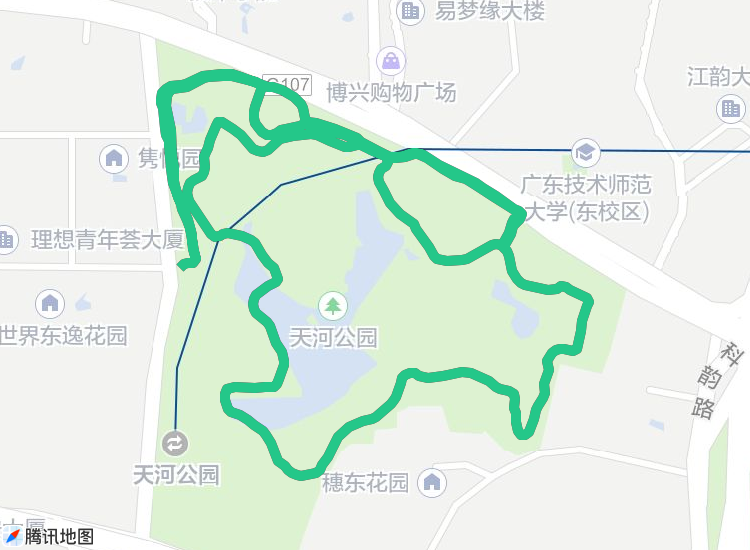 易梦缘大楼
G107
博兴购物广场
江韵大
隽悦园
广东技术师范
大学(东校区)
理想青年荟大厦
天河公园
世界东逸花园
科韵路
天河公园
穗东花园
大厦
腾讯地图